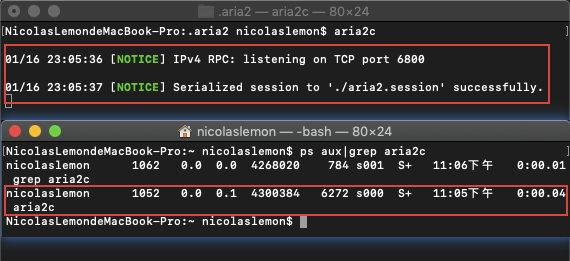 .aria2 — aria2c — 80×24
[NicolasLemondeMacBook-Pro:.aria2 nicolaslemon$ aria2c
01/16 23:05:36 [NOTICE] IPv4 RPC: listening on TCP port 6800
01/16 23:05:37 [NOTICE] Serialized session to './aria2.session' successfully.
nicolaslemon — -bash — 80×24
[NicolasLemondeMacBook-Pro:~ nicolaslemon$ ps aux|grep aria2c
nicolaslemon 1062 0.0 0.0 4268020 784 s001 S+ 11:06下午 0:00.01
grep aria2c
nicolaslemon 1052 0.0 0.1 4300384 6272 s000 S+ 11:05下午 0:00.04
aria2c
NicolasLemondeMacBook-Pro:~ nicolaslemon$